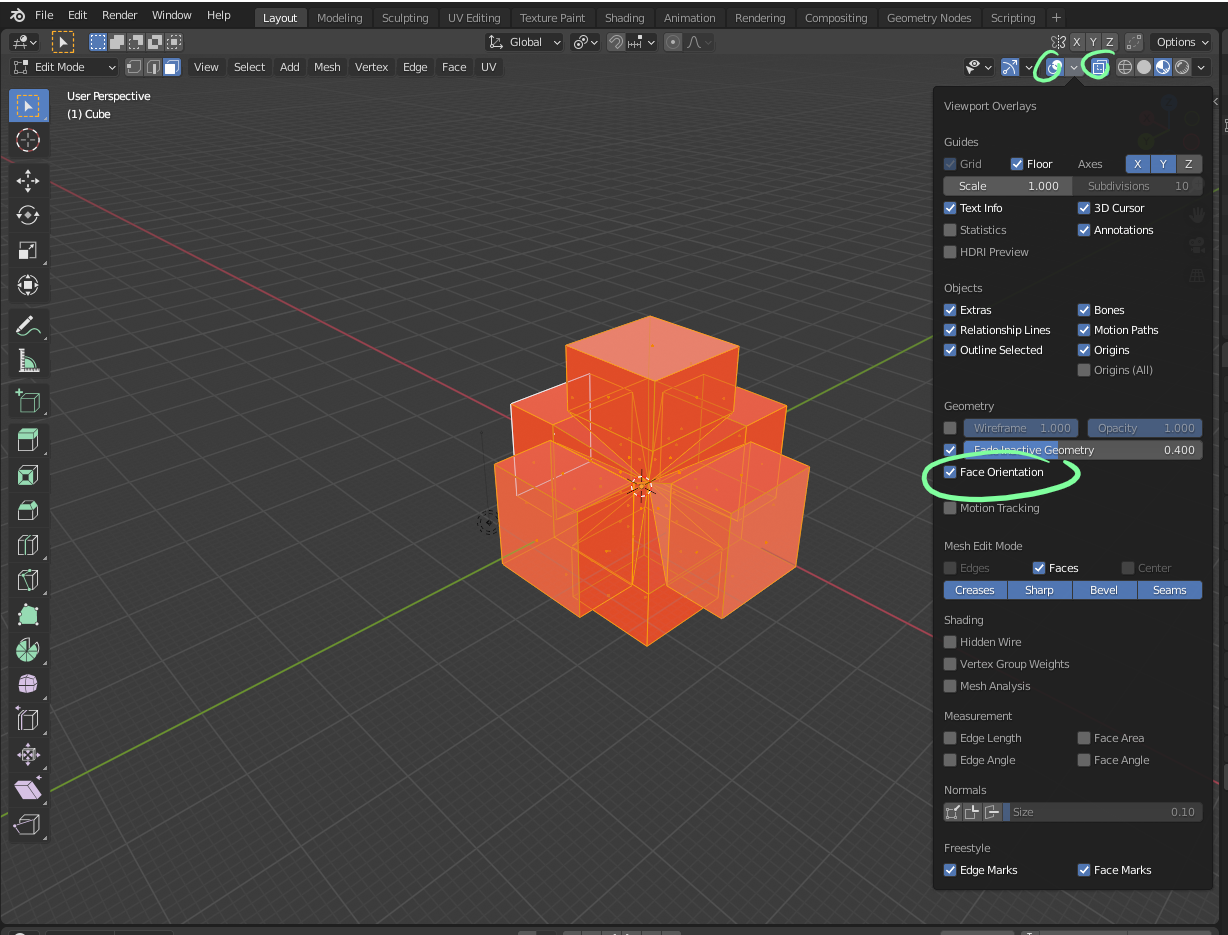 File Edit Render Window Help Layout Modeling Sculpting UV Editing Texture Paint Shading Animation Rendering Compositing Geometry Nodes Scripting +
Global X Y Z Options
Edit Mode View Select Add Mesh Vertex Edge Face UV
User Perspective
(1) Cube
Viewport Overlays
Guides
Grid Floor Axes X Y Z
Scale 1.000 Subdivisions 10
Text Info 3D Cursor
Statistics Annotations
HDRI Preview
Objects
Extras Bones
Relationship Lines Motion Paths
Outline Selected Origins
Origins (All)
Geometry
Wireframe 1.000 Opacity 1.000
Fade Inactive Geometry 0.400
Face Orientation
Motion Tracking
Mesh Edit Mode
Edges Faces Center
Creases Sharp Bevel Seams
Shading
Hidden Wire
Vertex Group Weights
Mesh Analysis
Measurement
Edge Length Face Area
Edge Angle Face Angle
Normals
Size 0.10
Freestyle
Edge Marks Face Marks